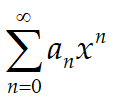 ∞
∑ aₙxⁿ
n=0